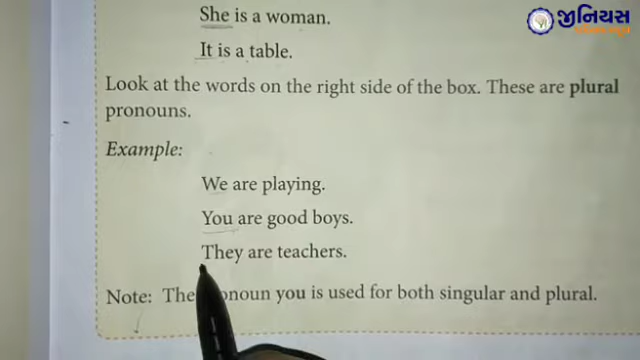 She is a woman.
જીનિયસ
It is a table.
Look at the words on the right side of the box. These are plural
pronouns.
Example:
We are playing.
You are good boys.
They are teachers.
Note: The pronoun you is used for both singular and plural.